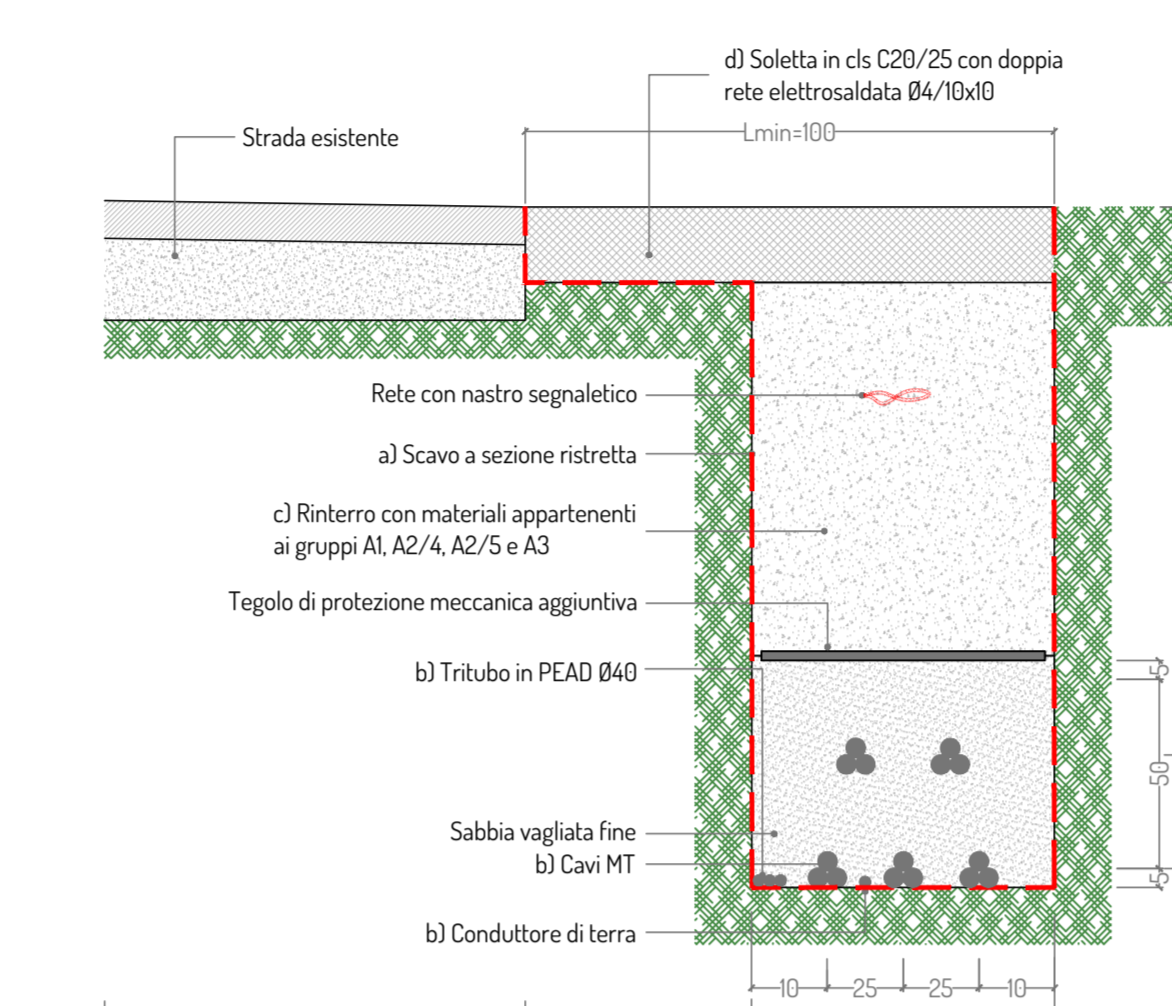 d) Soletta in cls C20/25 con doppia
rete elettrosaldata Ø4/10x10
Lmin=100
Strada esistente
Rete con nastro segnaletico
a) Scavo a sezione ristretta
c) Rinterro con materiali appartenenti
ai gruppi A1, A2/4, A2/5 e A3
Tegolo di protezione meccanica aggiuntiva
b) Tritubo in PEAD Ø40
5
50
Sabbia vagliata fine
b) Cavi MT
5
b) Conduttore di terra
10 25 25 10